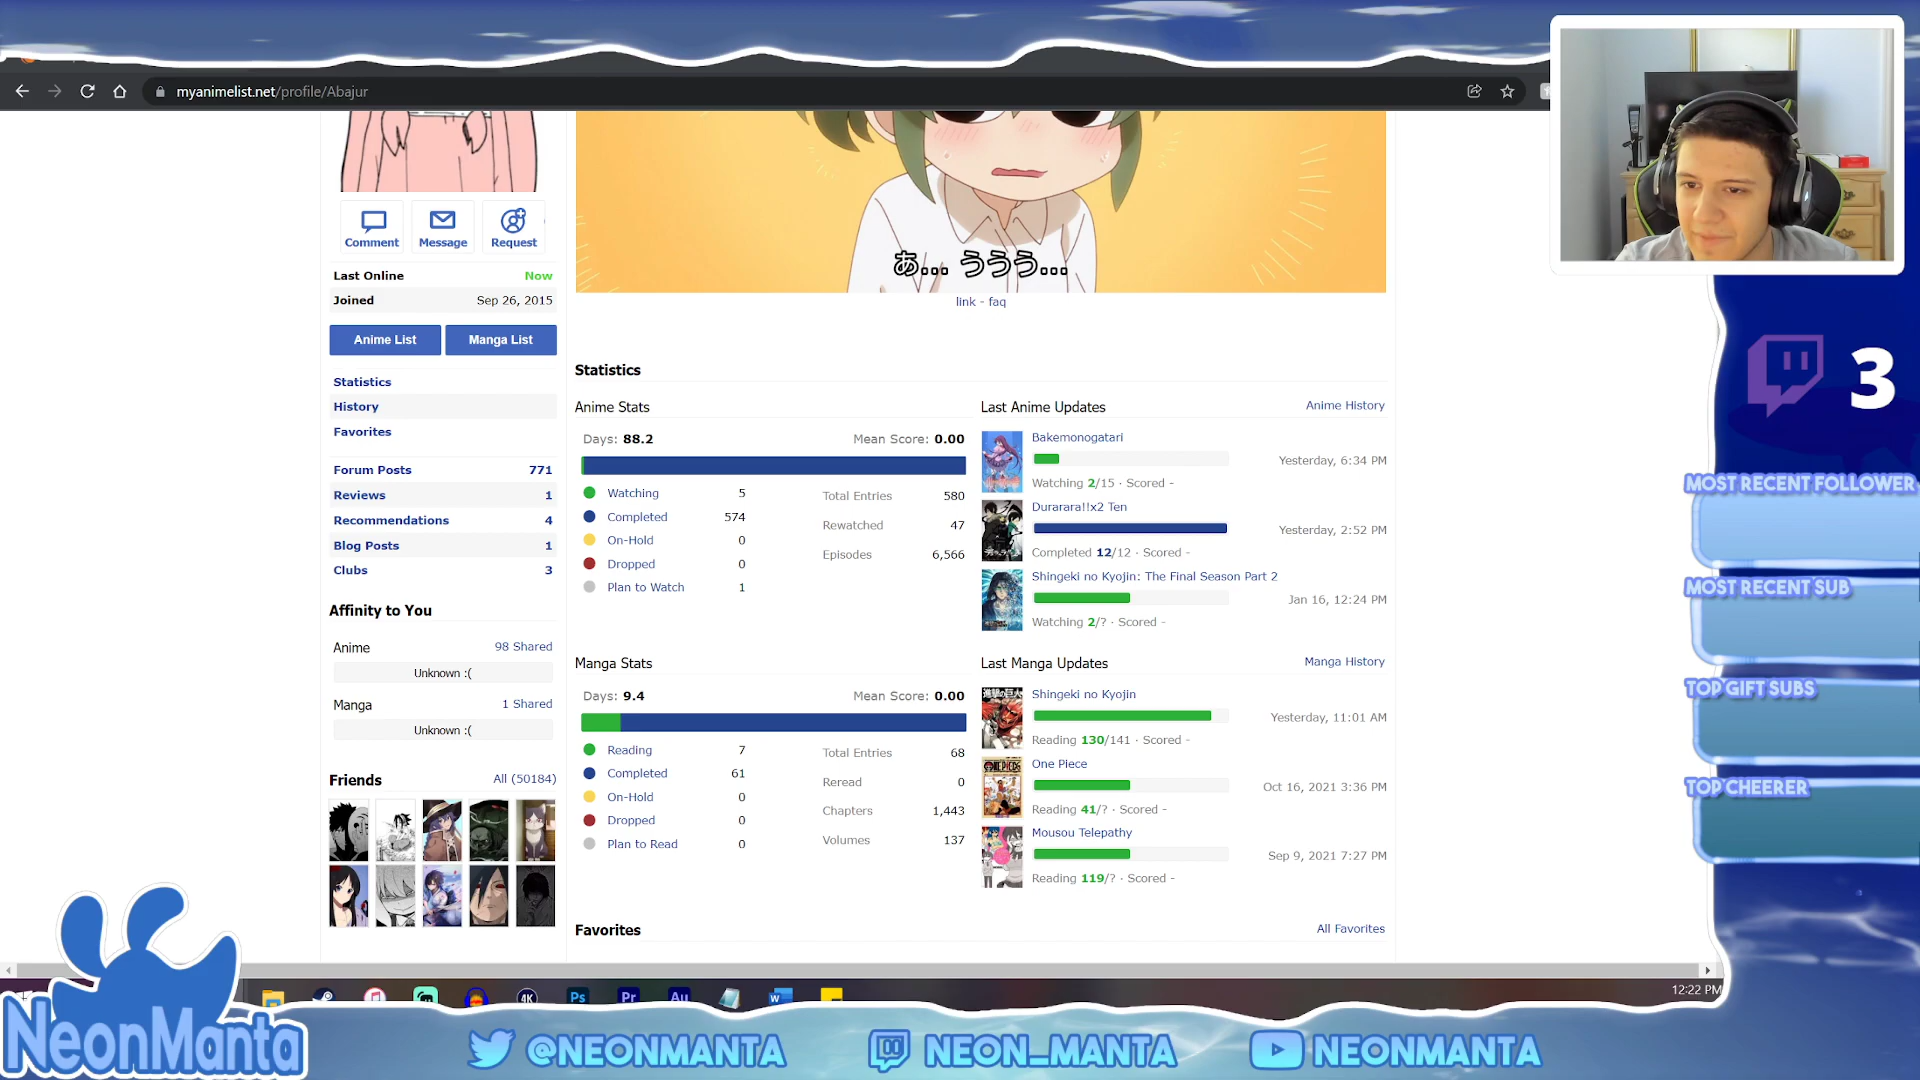 myanimelist.net/profile/Abajur
Comment
Message
Request
Last Online Now
Joined Sep 26, 2015
Anime List
Manga List
Statistics
History
Favorites
Forum Posts 771
Reviews 1
Recommendations 4
Blog Posts 1
Clubs 3
Affinity to You
Anime 98 Shared
Unknown :(
Manga 1 Shared
Unknown :(
Friends All (50184)
あ... ううう...
link - faq
Statistics
Anime Stats
Days: 88.2 Mean Score: 0.00
Watching 5
Completed 574
On-Hold 0
Dropped 0
Plan to Watch 1
Total Entries 580
Rewatched 47
Episodes 6,566
Last Anime Updates Anime History
Bakemonogatari
Yesterday, 6:34 PM
Watching 2/15 · Scored -
Durarara!!x2 Ten
Yesterday, 2:52 PM
Completed 12/12 · Scored -
Shingeki no Kyojin: The Final Season Part 2
Jan 16, 12:24 PM
Watching 2/? · Scored -
Manga Stats
Days: 9.4 Mean Score: 0.00
Reading 7
Completed 61
On-Hold 0
Dropped 0
Plan to Read 0
Total Entries 68
Reread 0
Chapters 1,443
Volumes 137
Last Manga Updates Manga History
Shingeki no Kyojin
Yesterday, 11:01 AM
Reading 130/141 · Scored -
One Piece
Oct 16, 2021 3:36 PM
Reading 41/? · Scored -
Mousou Telepathy
Sep 9, 2021 7:27 PM
Reading 119/? · Scored -
Favorites All Favorites
3
MOST RECENT FOLLOWER
MOST RECENT SUB
TOP GIFT SUBS
TOP CHEERER
4K
Ps
Pr
Au
W
12:22 PM
NeonManta
@NEONMANTA
NEON_MANTA
NEONMANTA